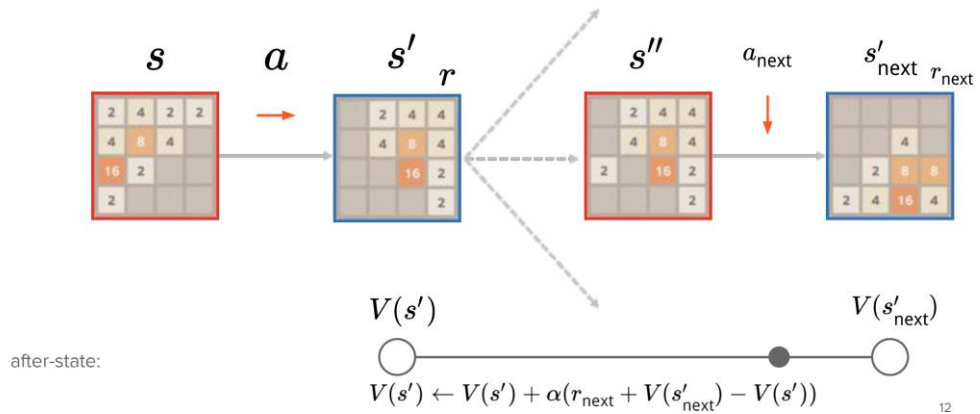 s a s′ r s″ a_next s′_next r_next
2 4 2 2
4 8 4
16 2
2
2 4 4
4 8 4
16 2
2
2 4 4
4 8 4
2 16 2
2
4
2 8 8
2 4 16 4
V(s′) V(s′_next)
after-state:
V(s′) ← V(s′) + α(r_next + V(s′_next) − V(s′))
12